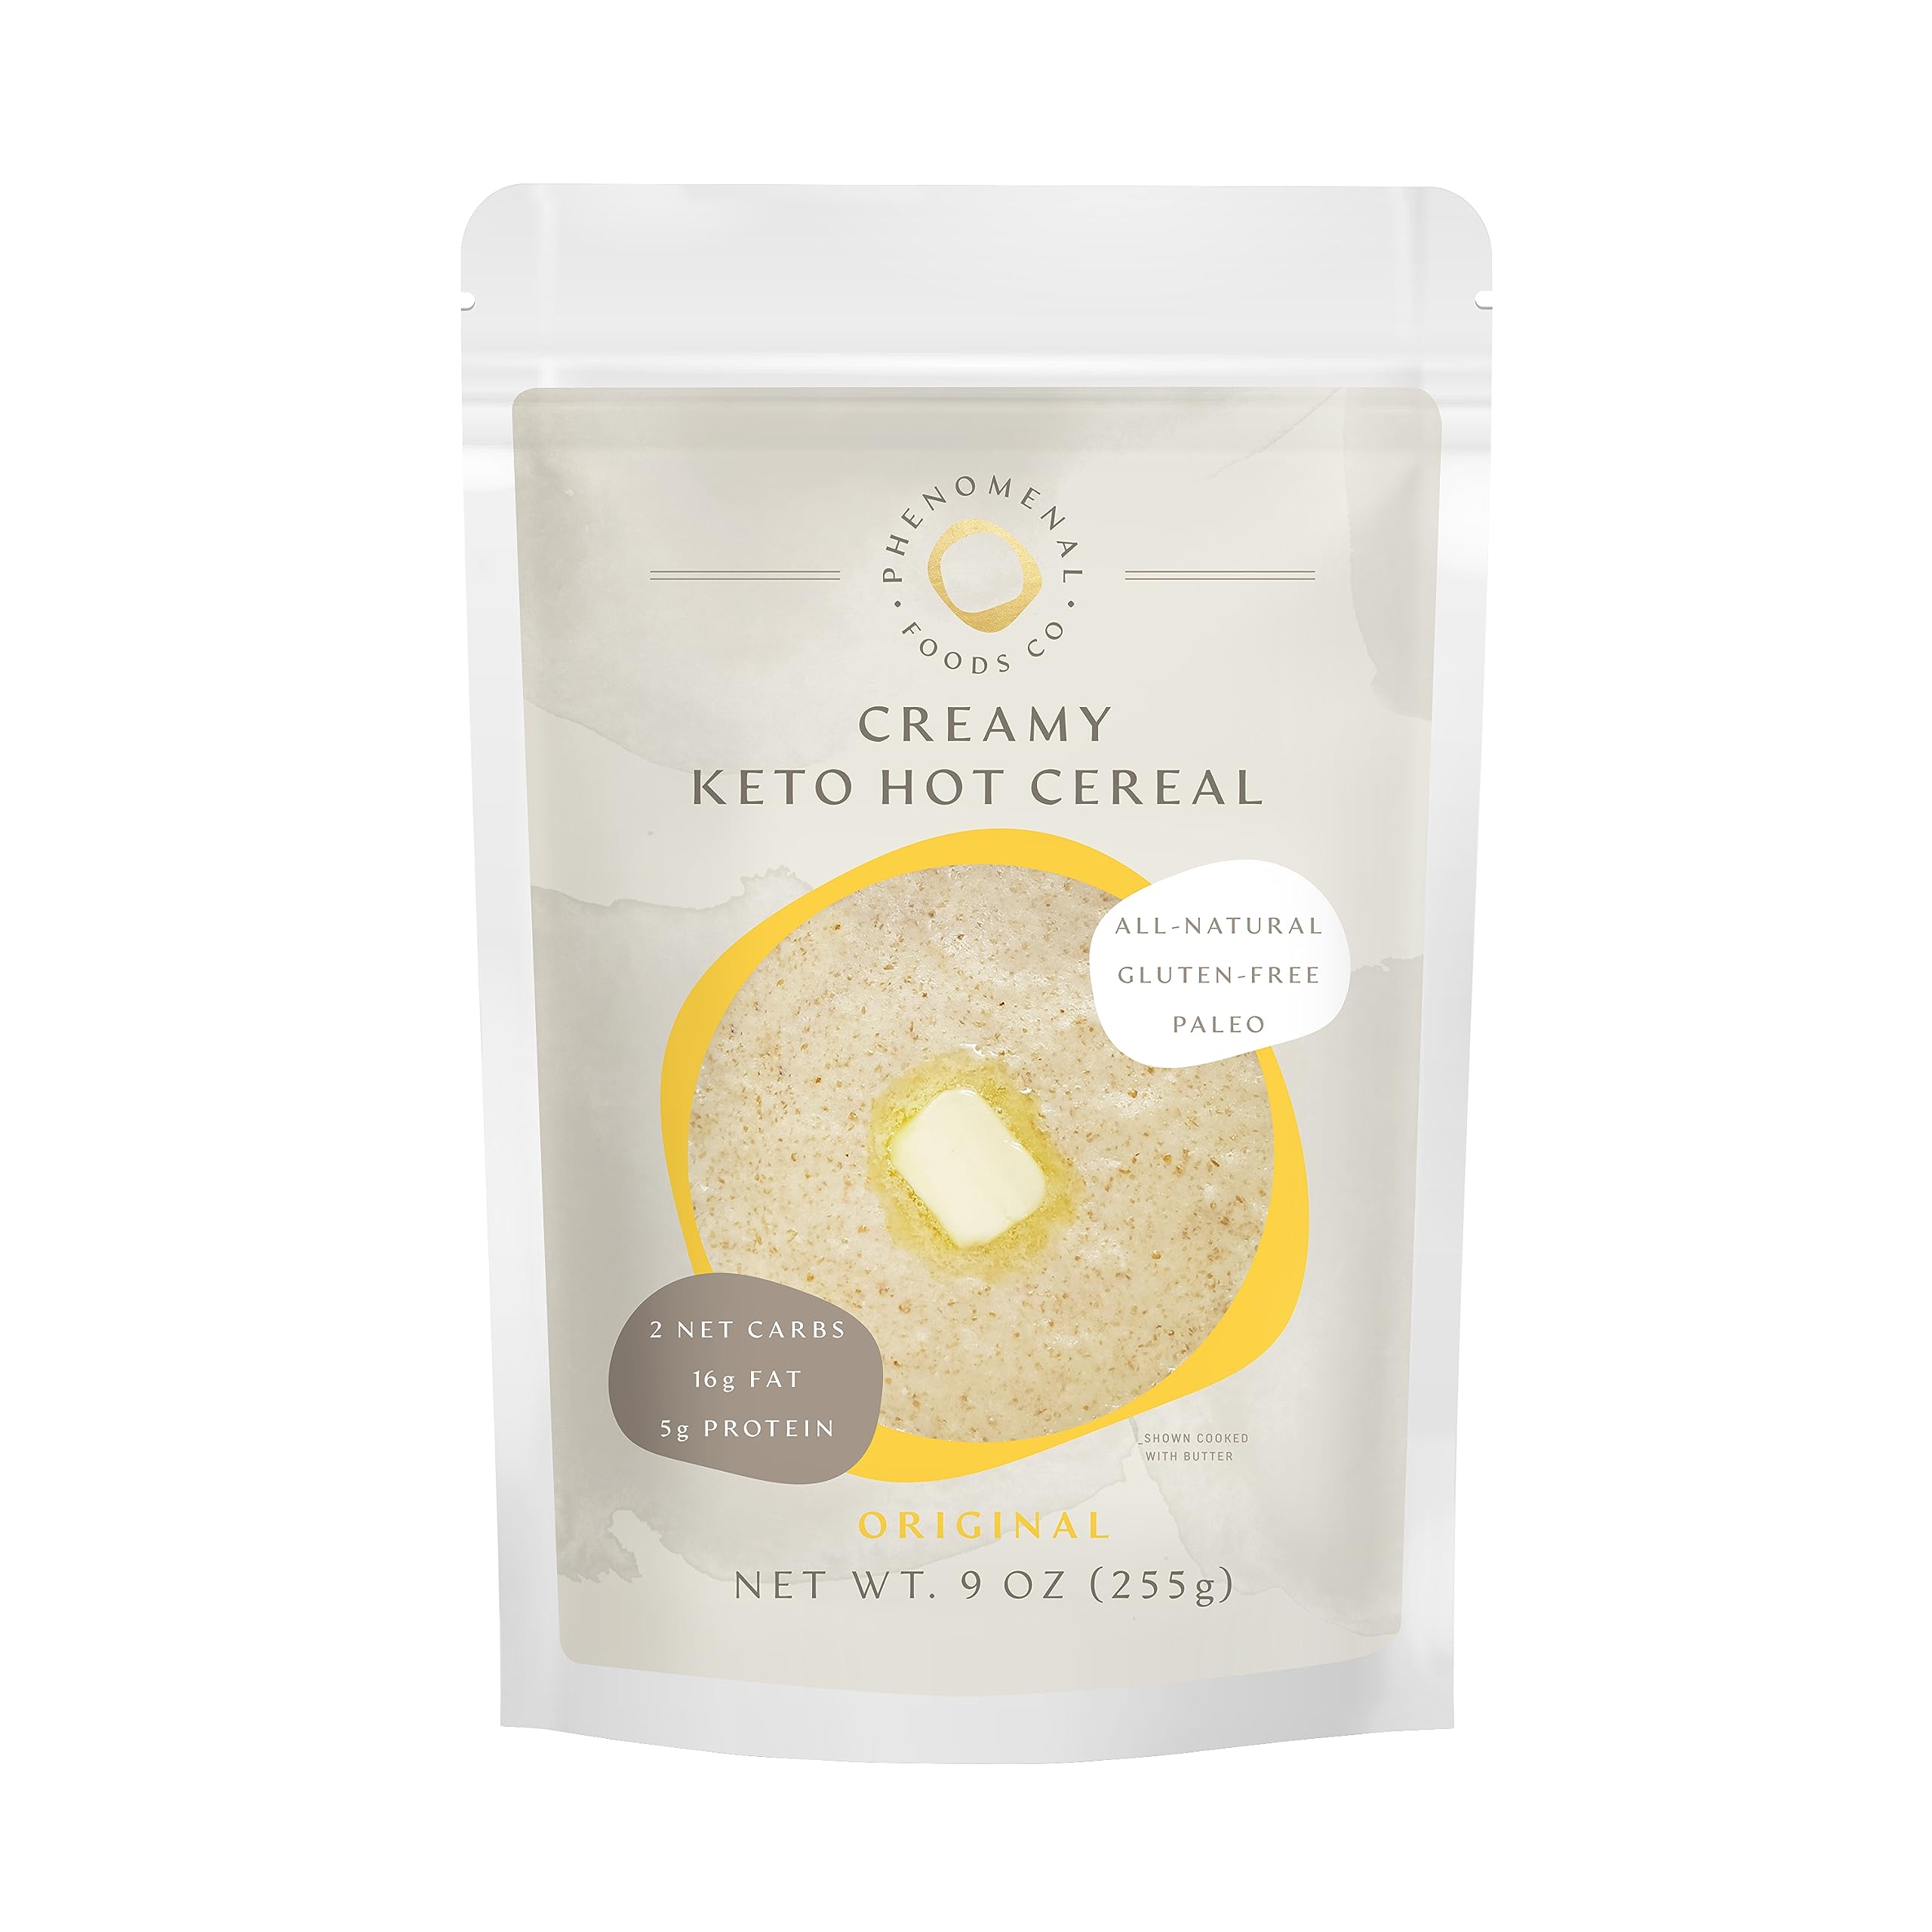 PHENOMENAL
• FOODS CO •
CREAMY
KETO HOT CEREAL
ALL-NATURAL
GLUTEN-FREE
PALEO
2 NET CARBS
16g FAT
5g PROTEIN
_SHOWN COOKED
WITH BUTTER
ORIGINAL
NET WT. 9 OZ (255g)